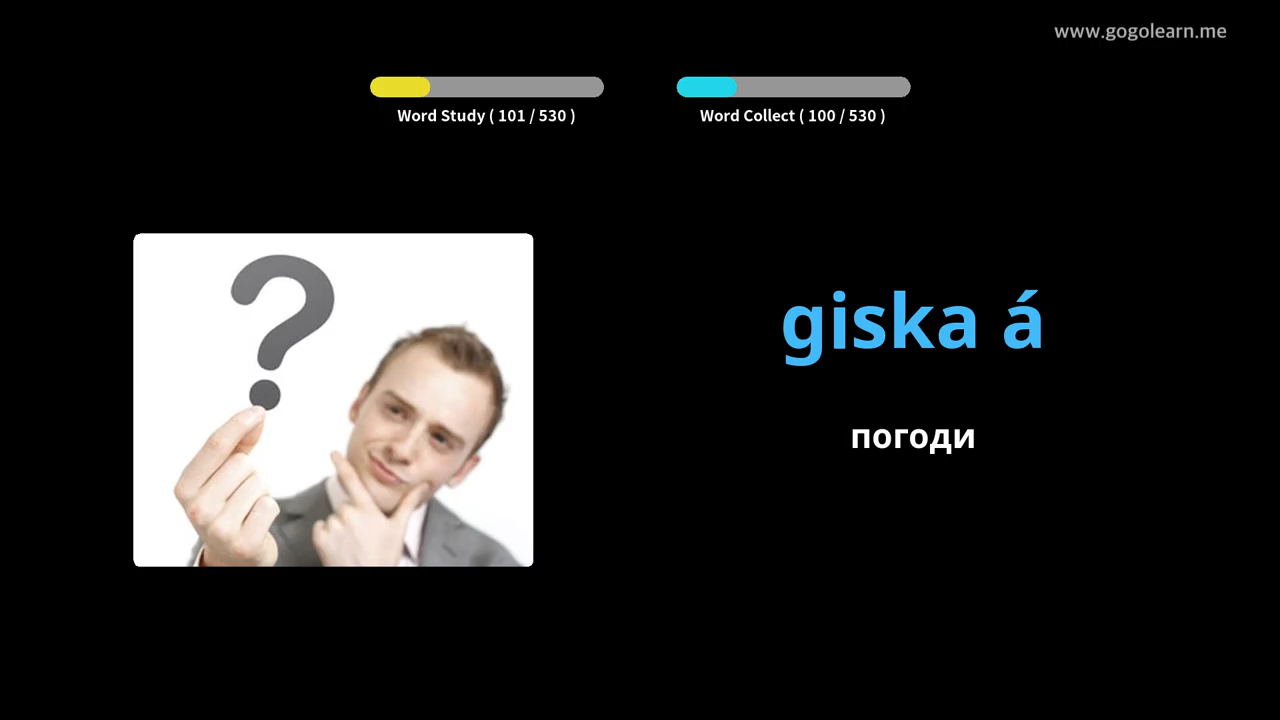 www.gogolearn.me
Word Study ( 101 / 530 )
Word Collect ( 100 / 530 )
giska á
погоди